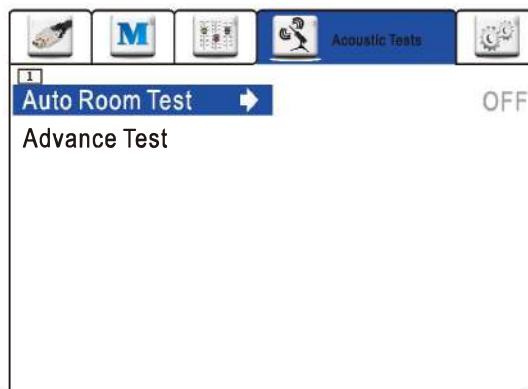 M
Acoustic Tests
1
Auto Room Test
OFF
Advance Test